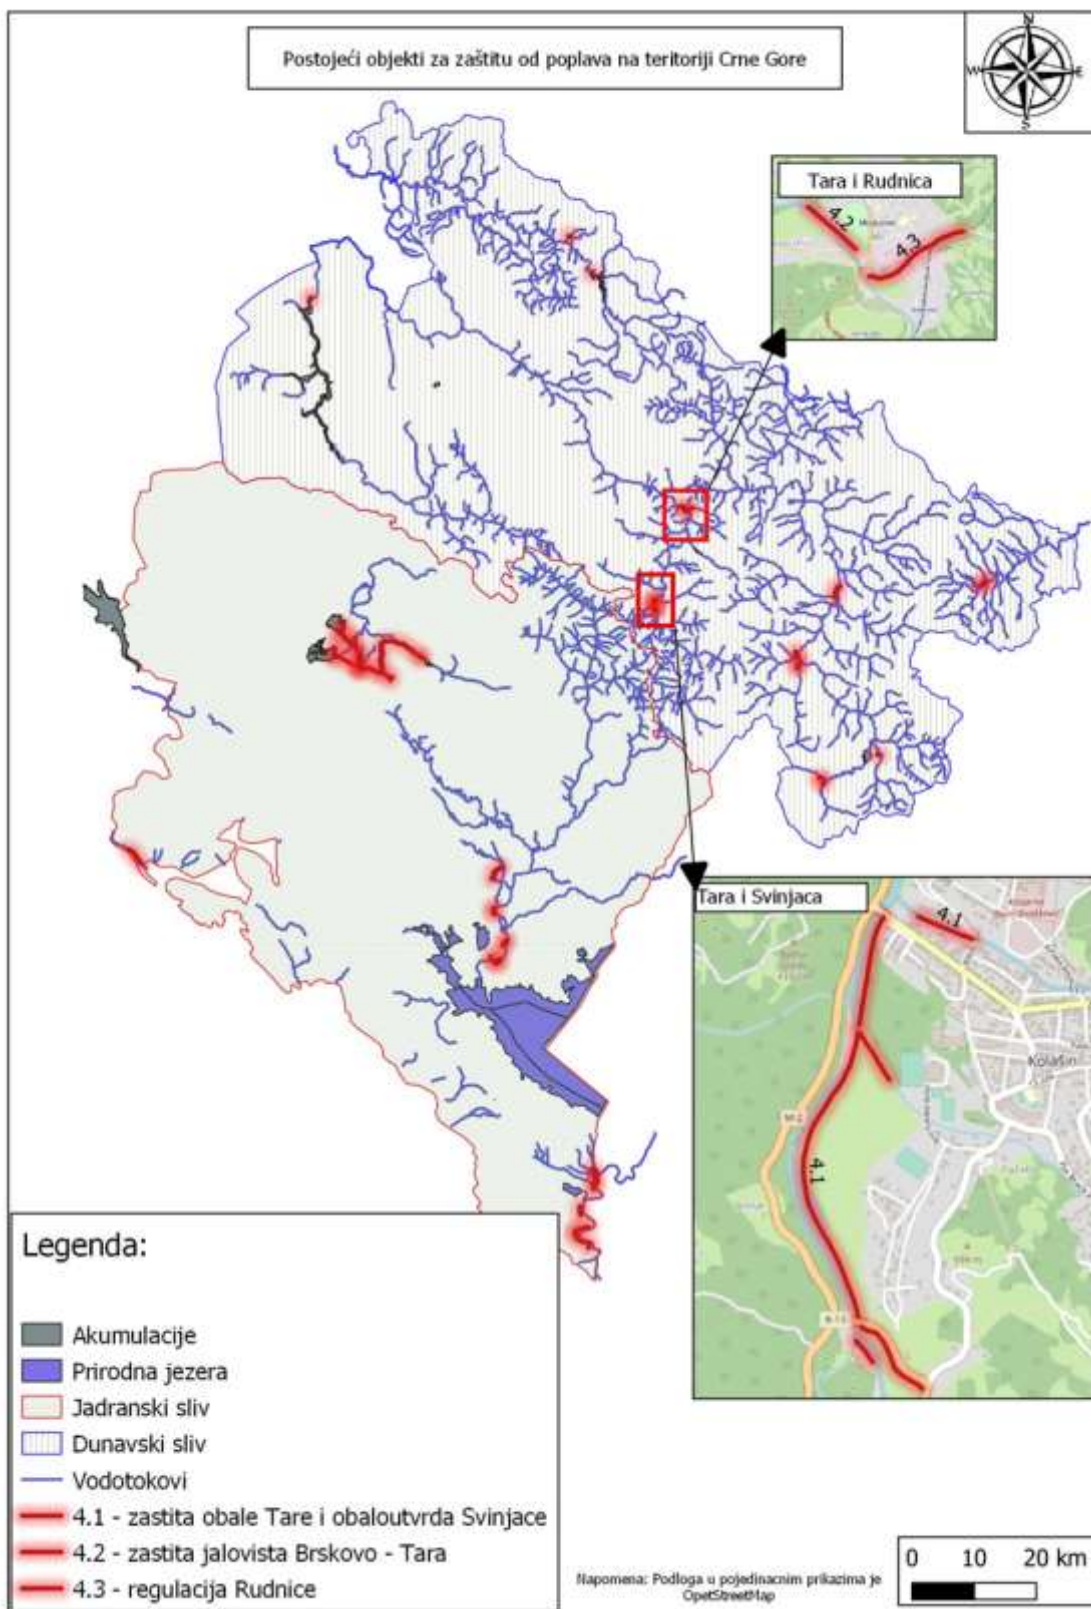 Postojeći objekti za zaštitu od poplava na teritoriji Crne Gore
N
W
E
S
Tara i Rudnica
4.2
4.3
Tara i Svinjaca
4.1
Kolašin
M-2
4.1
Legenda:
Akumulacije
Prirodna jezera
Jadranski sliv
Dunavski sliv
Vodotokovi
4.1 - zastita obale Tare i obaloutvrda Svinjace
4.2 - zastita jalovista Brskovo - Tara
4.3 - regulacija Rudnice
Napomena: Podloga u pojedinacnim prikazima je
OpetStreetMap
0 10 20 km